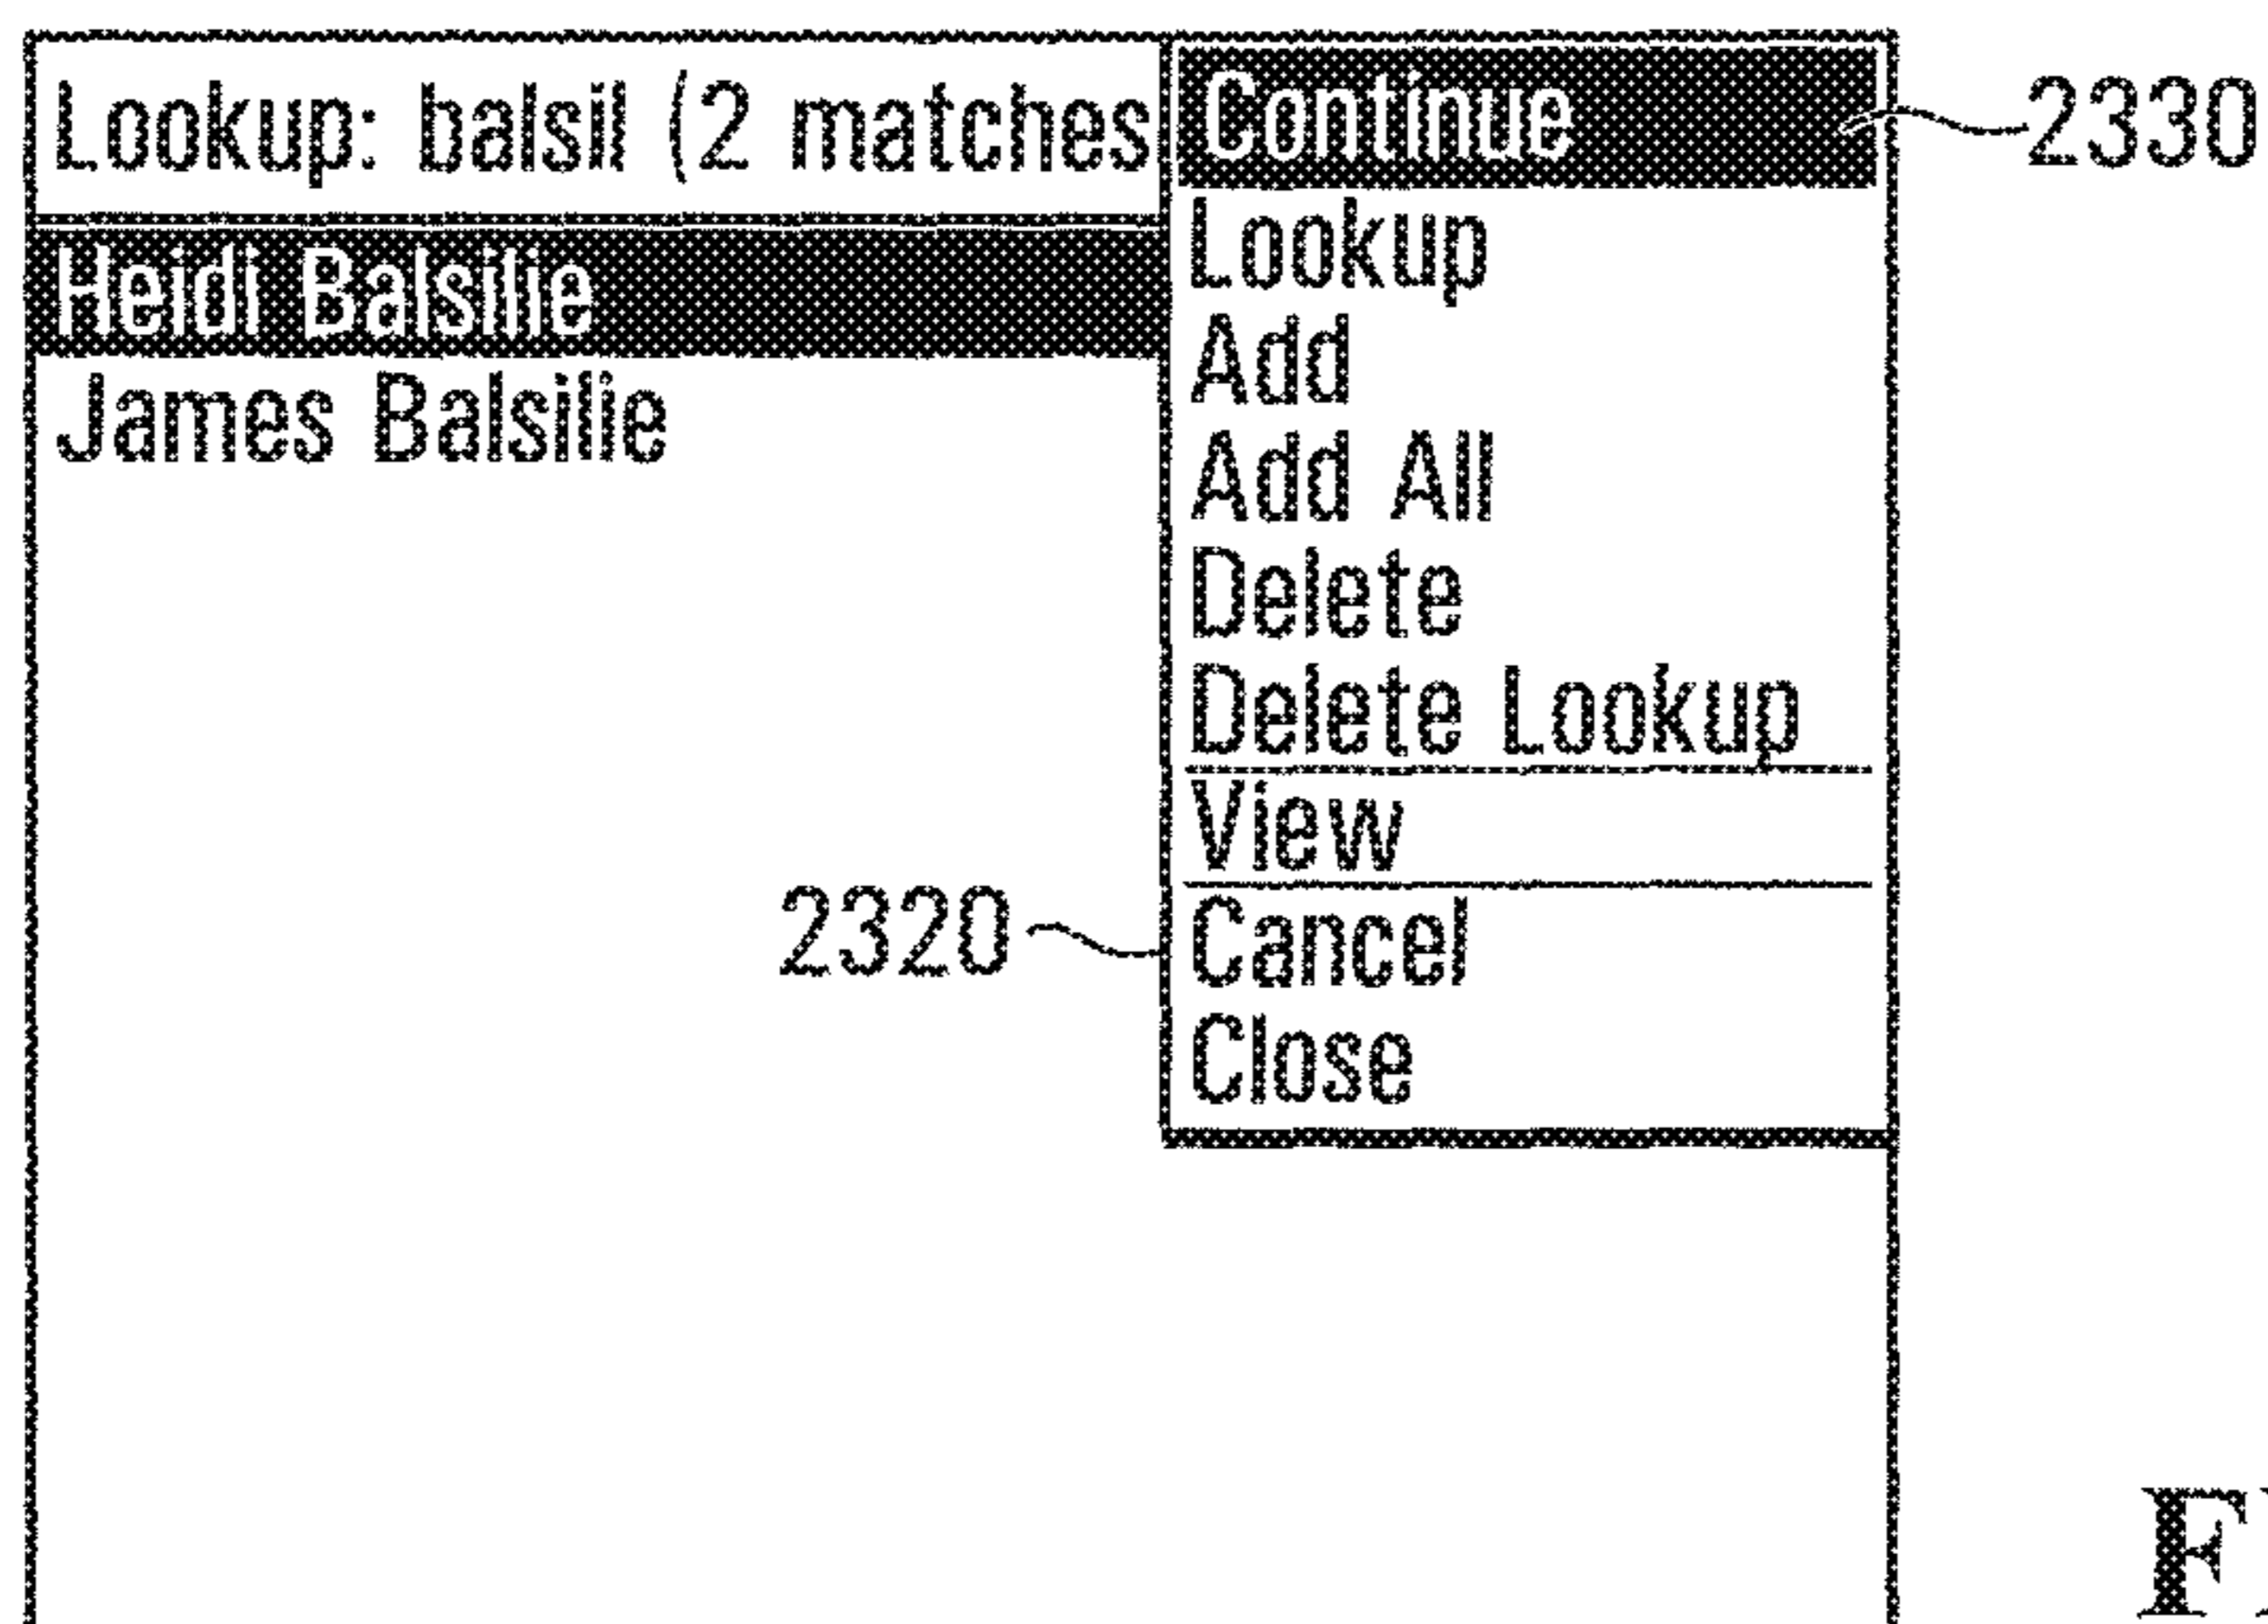 Lookup: balsil (2 matches
Heidi Balsilie
James Balsilie
Continue
Lookup
Add
Add All
Delete
Delete Lookup
View
Cancel
Close
2330
2320